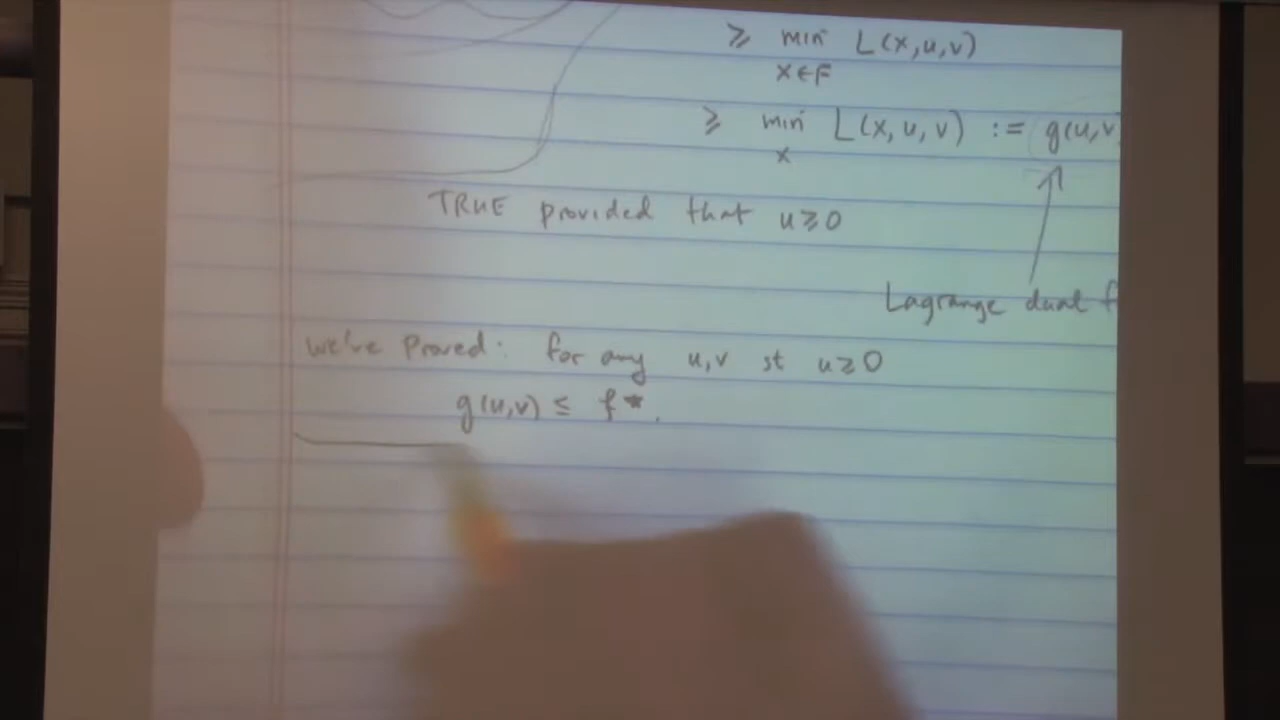 ≥ min L(x,u,v)
x∈F
≥ min L(x,u,v) := g(u,v
x
TRUE provided that u≥0
Lagrange dual f
We've Proved: for any u,v st u≥0
g(u,v) ≤ f*.